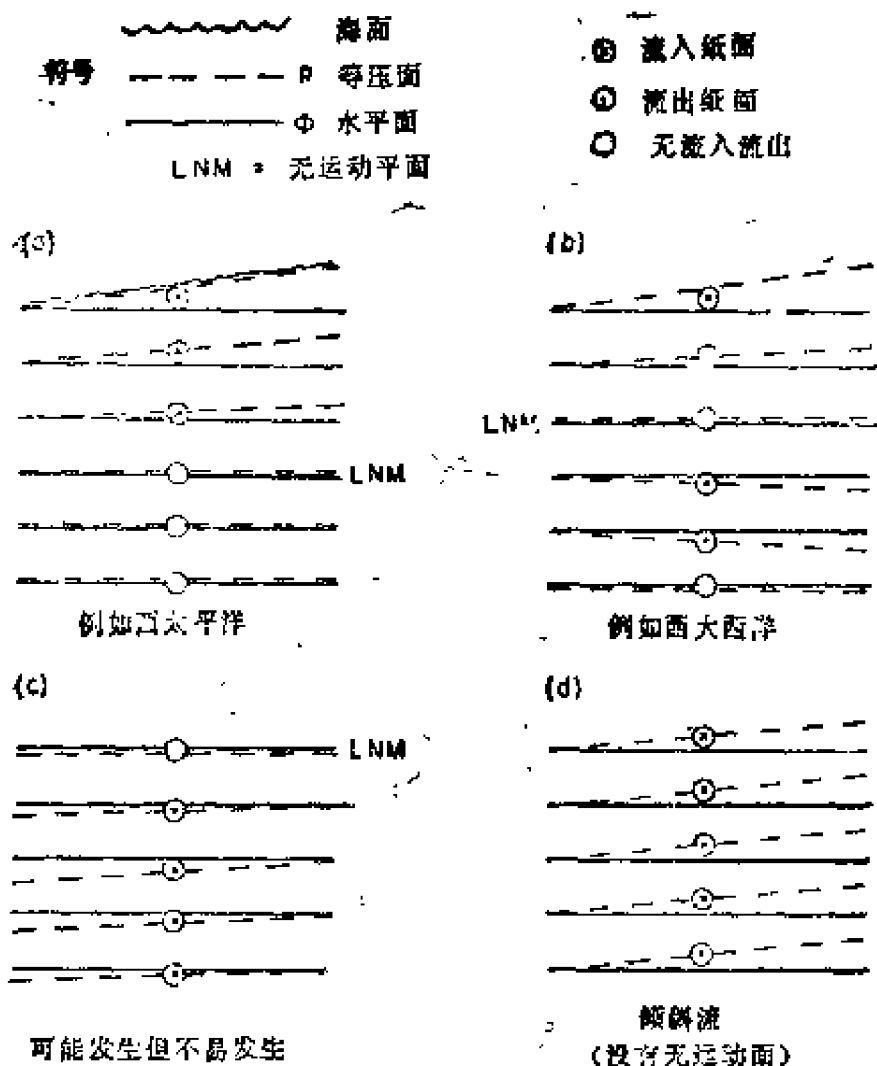 符号
海面
P 等压面
Φ 水平面
LNM · 无运动平面
流入纸面
流出纸面
无流入流出
(a)
LNM
例如西太平洋
(b)
LNM
例如西大西洋
(c)
LNM
可能发生但不易发生
(d)
倾斜流
(没有无运动面)